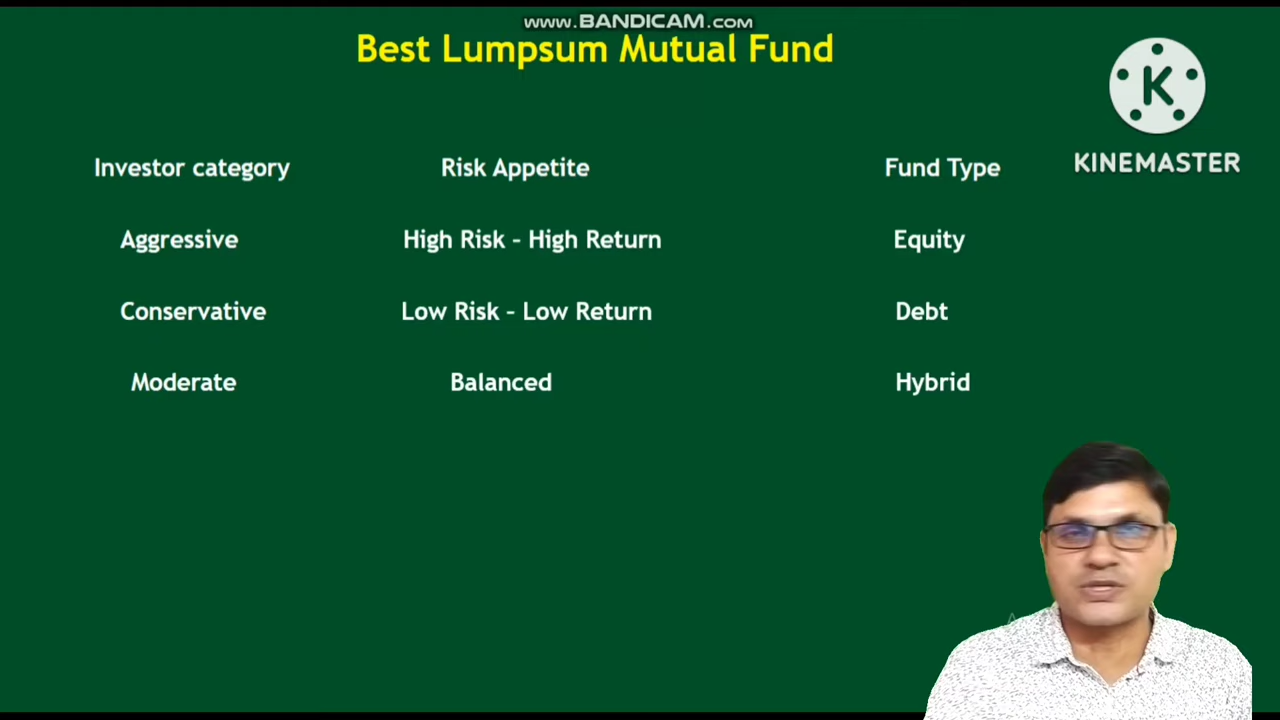 www.BANDICAM.com
Best Lumpsum Mutual Fund
K
KINEMASTER
Investor category Risk Appetite Fund Type
Aggressive High Risk - High Return Equity
Conservative Low Risk - Low Return Debt
Moderate Balanced Hybrid